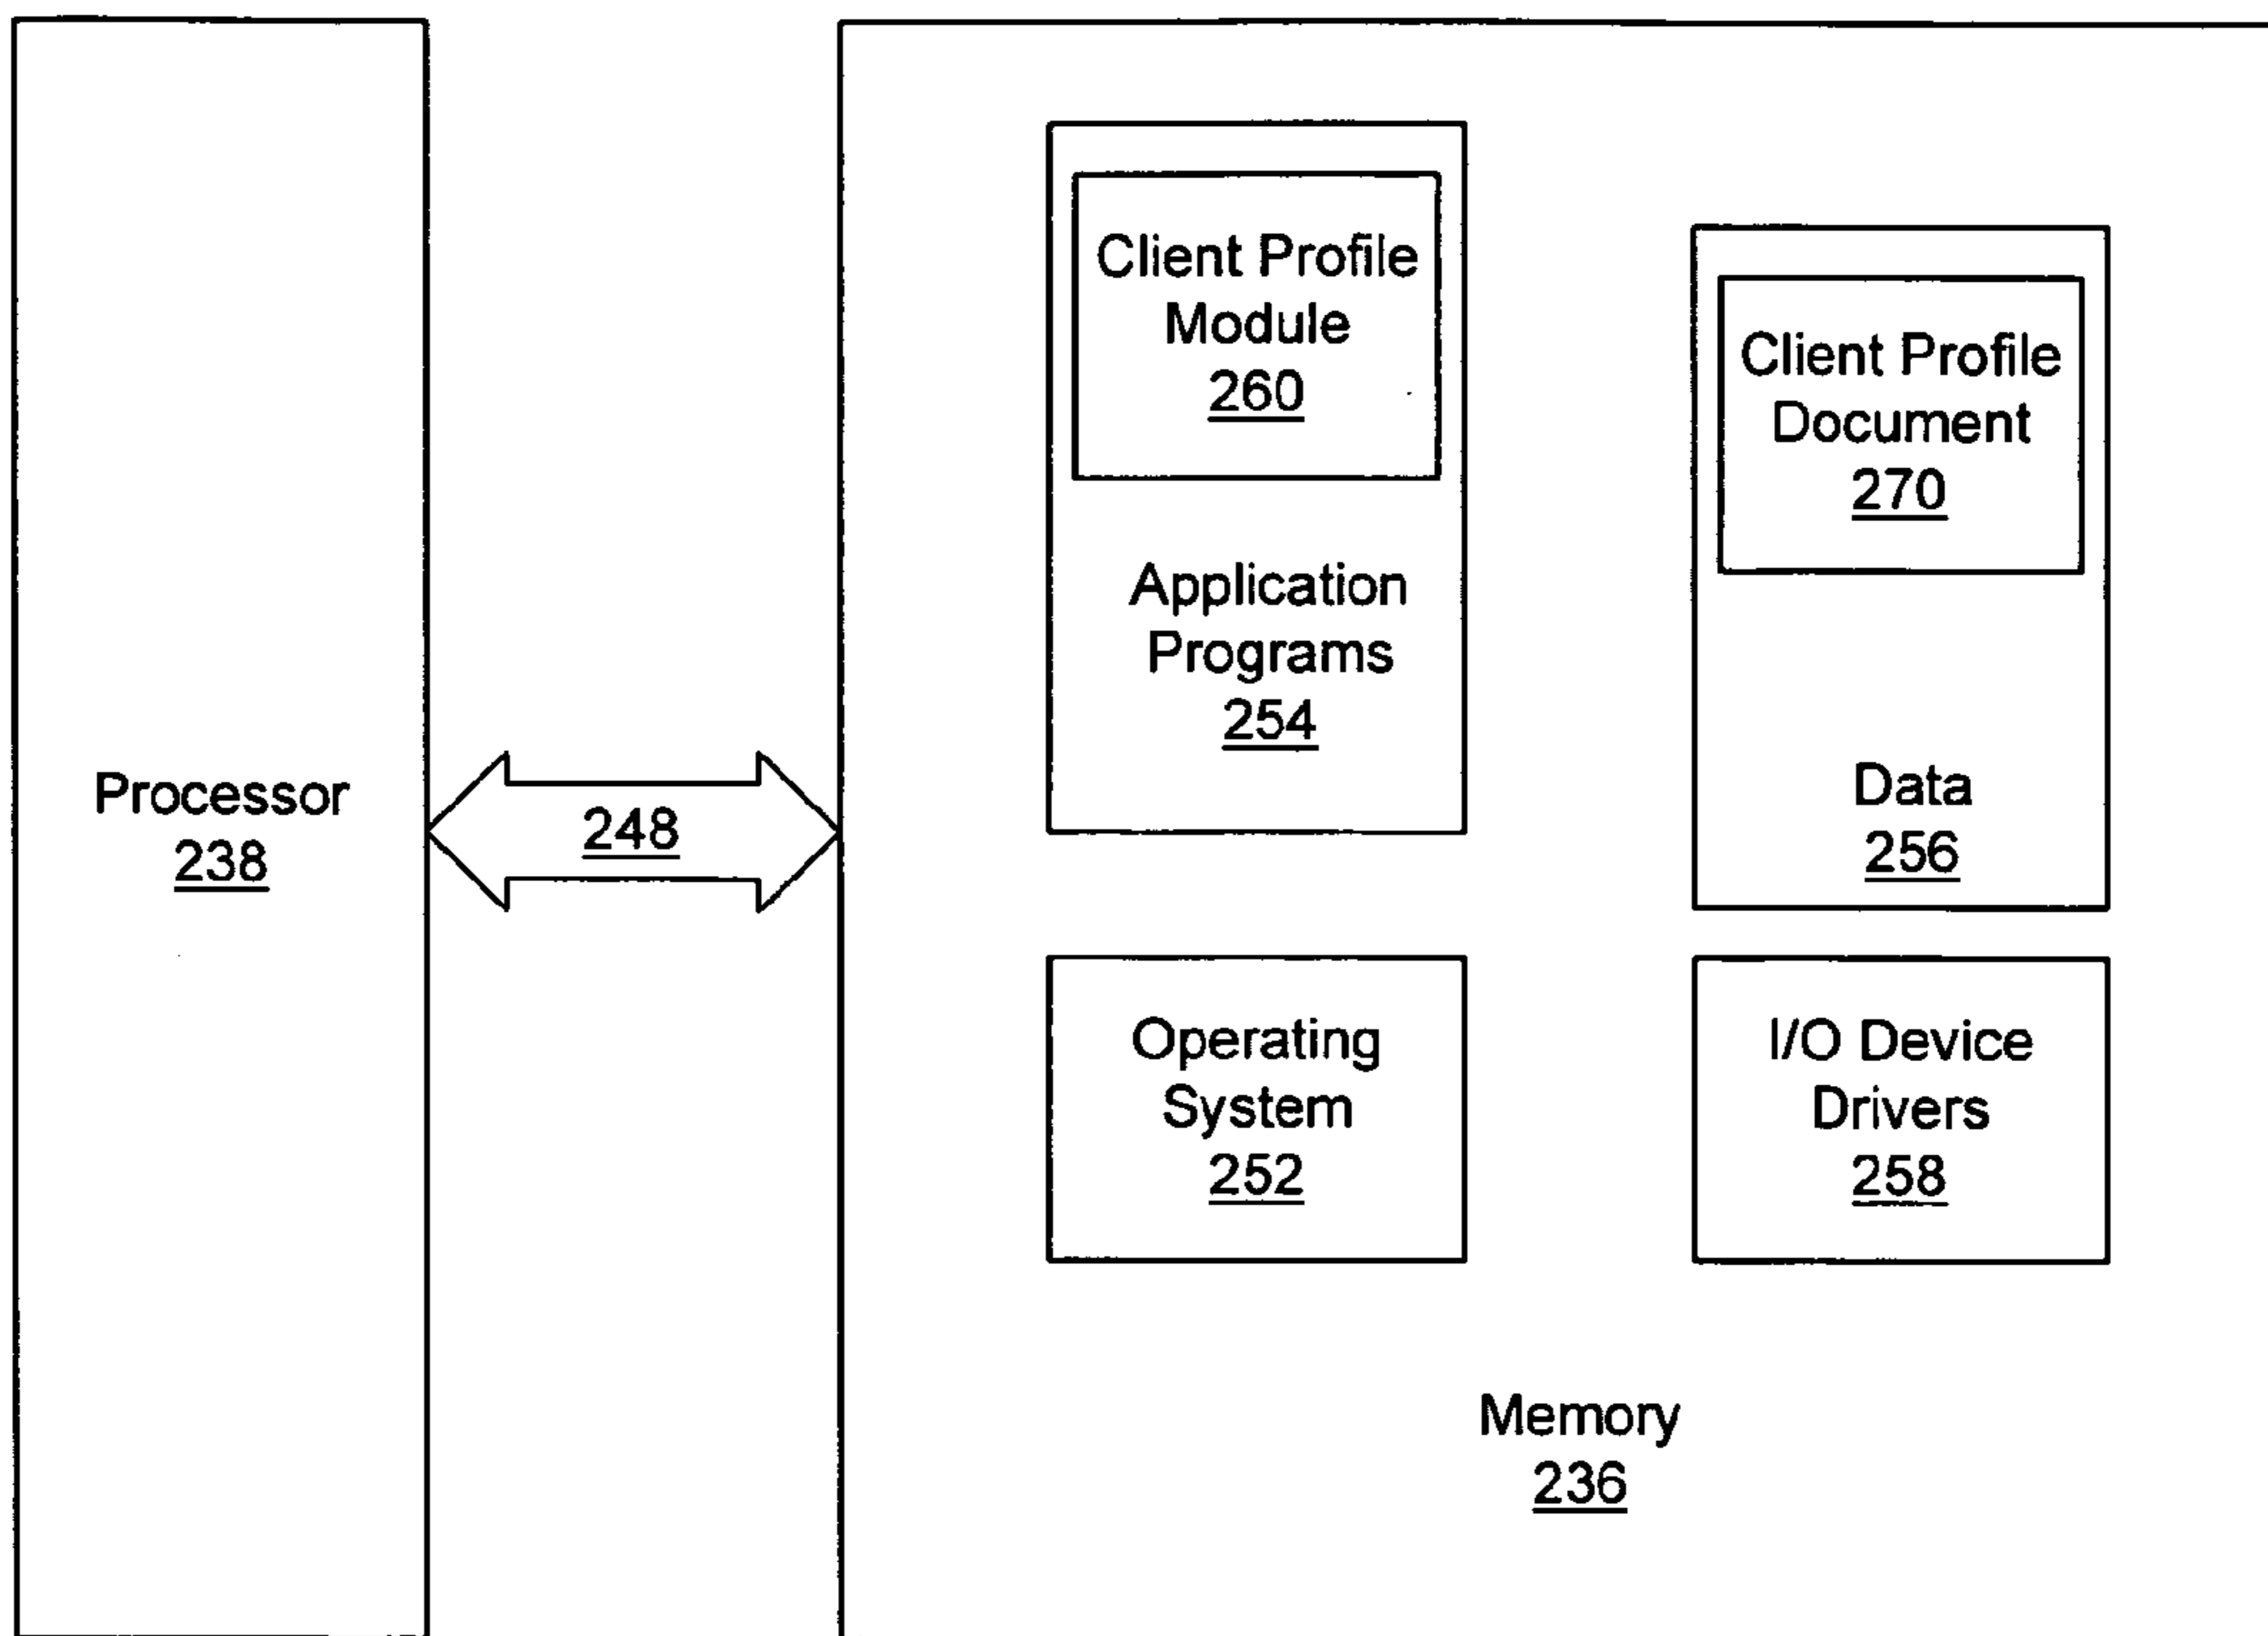 Processor
238
248
Client Profile
Module
260
Application
Programs
254
Client Profile
Document
270
Data
256
Operating
System
252
I/O Device
Drivers
258
Memory
236